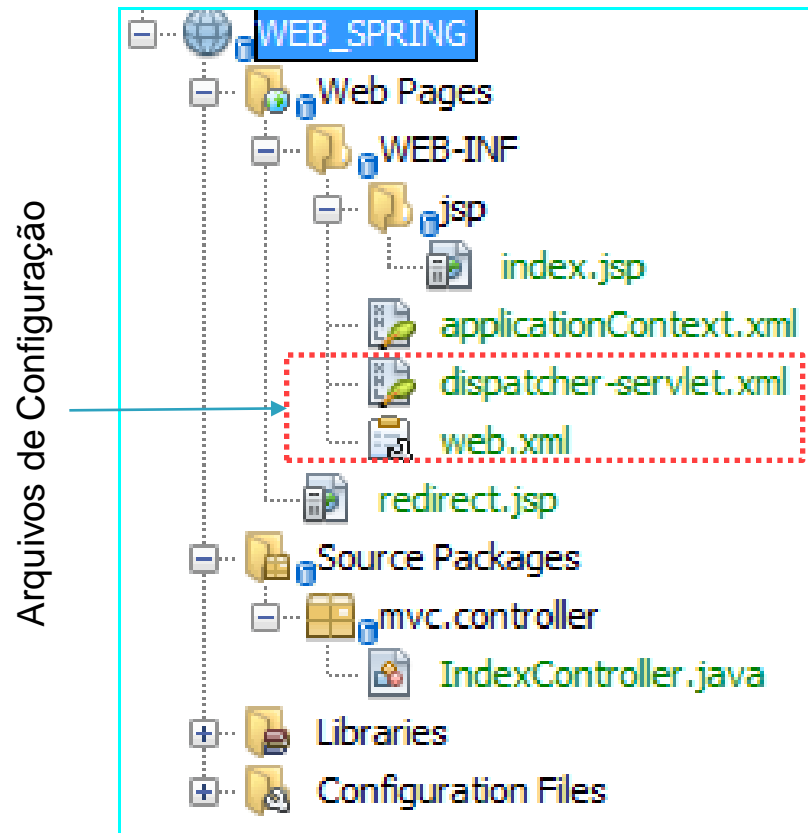 Arquivos de Configuração
WEB_SPRING
Web Pages
WEB-INF
jsp
index.jsp
applicationContext.xml
dispatcher-servlet.xml
web.xml
redirect.jsp
Source Packages
mvc.controller
IndexController.java
Libraries
Configuration Files